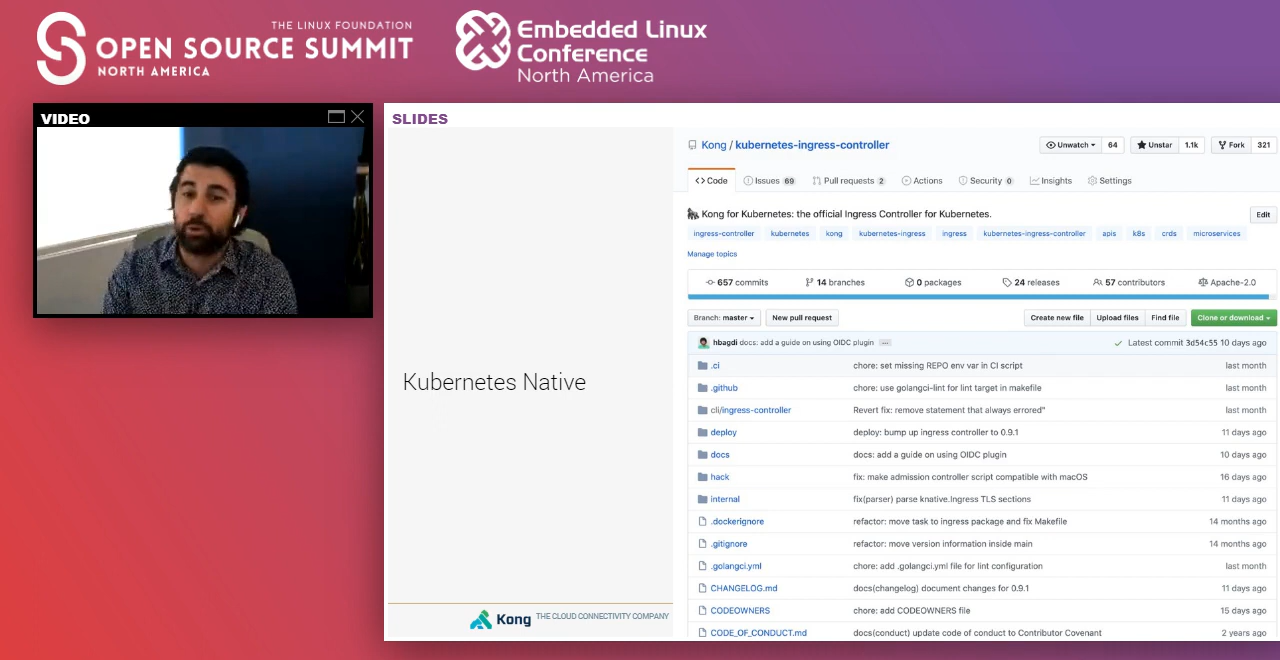 THE LINUX FOUNDATION
OPEN SOURCE SUMMIT
NORTH AMERICA
Embedded Linux
Conference
North America
VIDEO
SLIDES
Kubernetes Native
Kong THE CLOUD CONNECTIVITY COMPANY
Kong / kubernetes-ingress-controller
Unwatch 64 Unstar 1.1k Fork 321
<> Code Issues 69 Pull requests 2 Actions Security 0 Insights Settings
Kong for Kubernetes: the official Ingress Controller for Kubernetes. Edit
ingress-controller kubernetes kong kubernetes-ingress ingress kubernetes-ingress-controller apis k8s crds microservices
Manage topics
657 commits 14 branches 0 packages 24 releases 57 contributors Apache-2.0
Branch: master New pull request Create new file Upload files Find file Clone or download
hbagdi docs: add a guide on using OIDC plugin ... Latest commit 3d54c55 10 days ago
.ci chore: set missing REPO env var in CI script last month
.github chore: use golangci-lint for lint target in makefile last month
cli/ingress-controller Revert fix: remove statement that always errored" last month
deploy deploy: bump up ingress controller to 0.9.1 11 days ago
docs docs: add a guide on using OIDC plugin 10 days ago
hack fix: make admission controller script compatible with macOS 16 days ago
internal fix(parser) parse knative.Ingress TLS sections 11 days ago
.dockerignore refactor: move task to ingress package and fix Makefile 14 months ago
.gitignore refactor: move version information inside main 14 months ago
.golangci.yml chore: add .golangci.yml file for lint configuration last month
CHANGELOG.md docs(changelog) document changes for 0.9.1 11 days ago
CODEOWNERS chore: add CODEOWNERS file 15 days ago
CODE_OF_CONDUCT.md docs(conduct) update code of conduct to Contributor Covenant 2 years ago